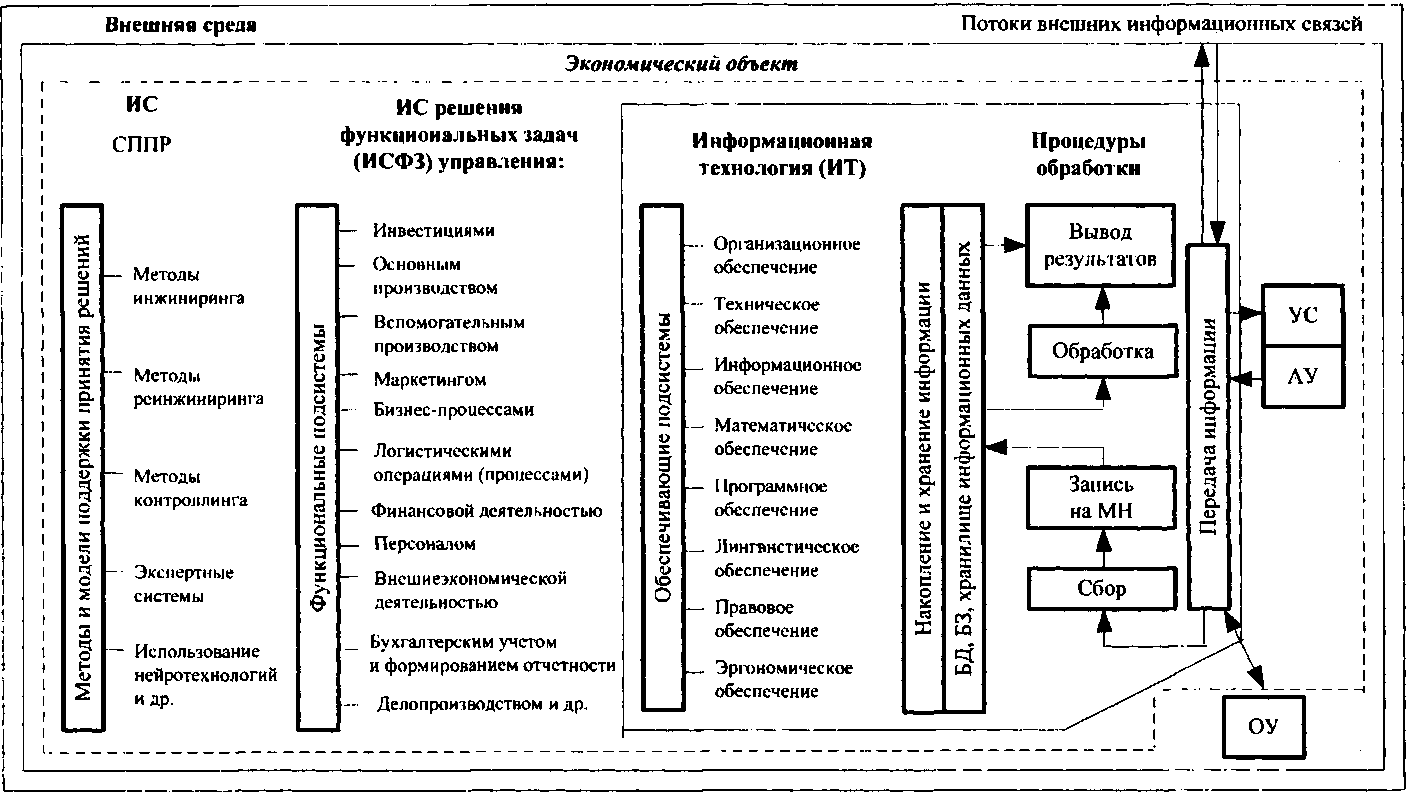 Внешняя среда
Потоки внешних информационных связей
Экономический объект
ИС
СППР
Методы и модели поддержки принятия решений
Методы
инжиниринга
Методы
реинжиниринга
Методы
контроллинга
Экспертные
системы
Использование
нейротехнологий
и др.
ИС решения
функциональных задач
(ИСФЗ) управления:
Функциональные подсистемы
Инвестициями
Основным
производством
Вспомогательным
производством
Маркетингом
Бизнес-процессами
Логистическими
операциями (процессами)
Финансовой деятельностью
Персоналом
Внешнеэкономической
деятельностью
Бухгалтерским учетом
и формированием отчетности
Делопроизводством и др.
Информационная
технология (ИТ)
Обеспечивающие подсистемы
Организационное
обеспечение
Техническое
обеспечение
Информационное
обеспечение
Математическое
обеспечение
Программное
обеспечение
Лингвистическое
обеспечение
Правовое
обеспечение
Эргономическое
обеспечение
Накопление и хранение информации
БД, БЗ, хранилище информационных данных
Процедуры
обработки
Вывод
результатов
Обработка
Запись
на МН
Сбор
Передача информации
УС
АУ
ОУ